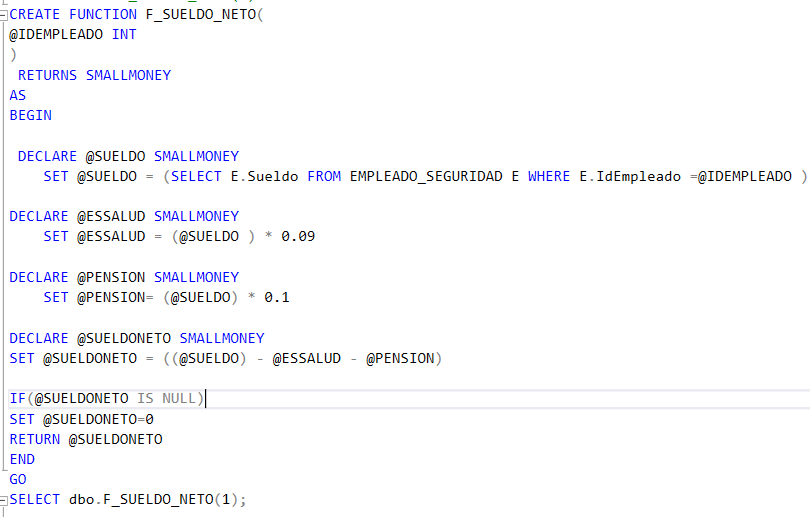 CREATE FUNCTION F_SUELDO_NETO(
@IDEMPLEADO INT
)
RETURNS SMALLMONEY
AS
BEGIN
DECLARE @SUELDO SMALLMONEY
SET @SUELDO = (SELECT E.Sueldo FROM EMPLEADO_SEGURIDAD E WHERE E.IdEmpleado =@IDEMPLEADO )
DECLARE @ESSALUD SMALLMONEY
SET @ESSALUD = (@SUELDO ) * 0.09
DECLARE @PENSION SMALLMONEY
SET @PENSION= (@SUELDO) * 0.1
DECLARE @SUELDONETO SMALLMONEY
SET @SUELDONETO = ((@SUELDO) - @ESSALUD - @PENSION)
IF(@SUELDONETO IS NULL)
SET @SUELDONETO=0
RETURN @SUELDONETO
END
GO
SELECT dbo.F_SUELDO_NETO(1);